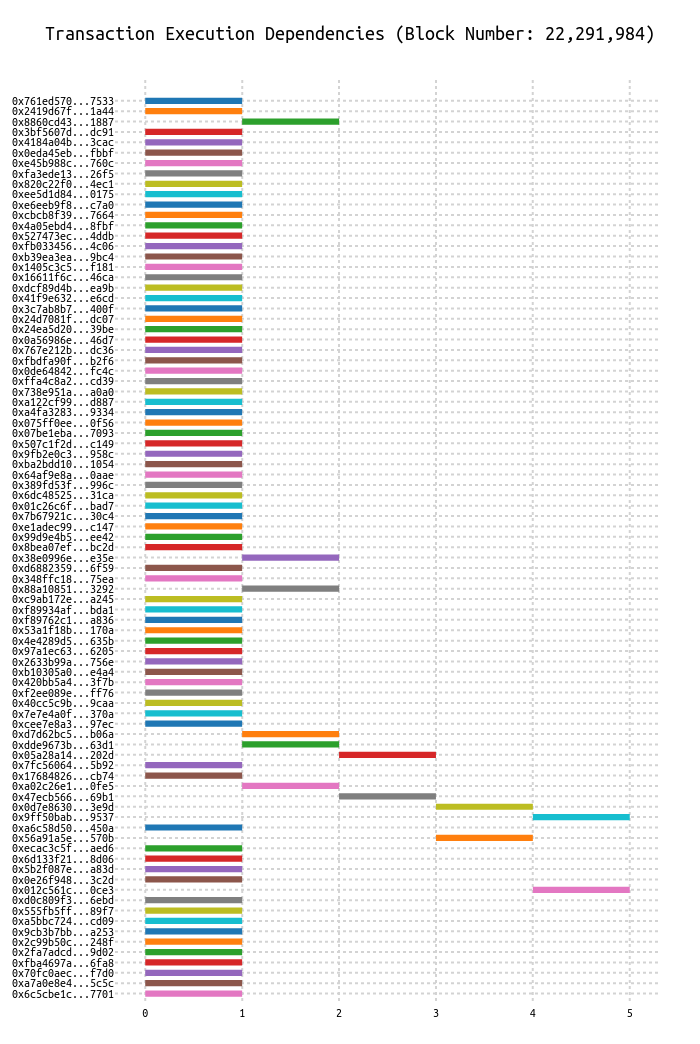 Transaction Execution Dependencies (Block Number: 22,291,984)
0x761ed570...7533
0x2419d67f...1a44
0x8860cd43...1887
0x3bf5607d...dc91
0x4184a04b...3cac
0x0eda45eb...fbbf
0xe45b988c...760c
0xfa3ede13...26f5
0x820c22f0...4ec1
0xee5d1d84...0175
0xe6eeb9f8...c7a0
0xcbcb8f39...7664
0x4a05ebd4...8fbf
0x527473ec...4ddb
0xfb033456...4c06
0xb39ea3ea...9bc4
0x1405c3c5...f181
0x16611f6c...46ca
0xdcf89d4b...ea9b
0x41f9e632...e6cd
0x3c7ab8b7...400f
0x24d7081f...dc07
0x24ea5d20...39be
0x0a56986e...46d7
0x767e212b...dc36
0xfbdfa90f...b2f6
0x0de64842...fc4c
0xffa4c8a2...cd39
0x738e951a...a0a0
0xa122cf99...d887
0xa4fa3283...9334
0x075ff0ee...0f56
0x07be1eba...7093
0x507c1f2d...c149
0x9fb2e0c3...958c
0xba2bdd10...1054
0x64af9e8a...0aae
0x389fd53f...996c
0x6dc48525...31ca
0x01c26c6f...bad7
0x7b67921c...30c4
0xe1adec99...c147
0x99d9e4b5...ee42
0x8bea07ef...bc2d
0x38e0996e...e35e
0xd6882359...6f59
0x348ffc18...75ea
0x88a10851...3292
0xc9ab172e...a245
0xf89934af...bda1
0xf89762c1...a836
0x53a1f18b...170a
0x4e4289d5...635b
0x97a1ec63...6205
0x2633b99a...756e
0xb10305a0...e4a4
0x420bb5a4...3f7b
0xf2ee089e...ff76
0x40cc5c9b...9caa
0x7e7e4a0f...370a
0xcee7e8a3...97ec
0xd7d62bc5...b06a
0xdde9673b...63d1
0x05a28a14...202d
0x7fc56064...5b92
0x17684826...cb74
0xa02c26e1...0fe5
0x47ecb566...69b1
0x0d7e8630...3e9d
0x9ff50bab...9537
0xa6c58d50...450a
0x56a91a5e...570b
0xecac3c5f...aed6
0x6d133f21...8d06
0x5b2f087e...a83d
0x0e26f948...3c2d
0x012c561c...0ce3
0xd0c809f3...6ebd
0x555fb5ff...89f7
0xa5bbc724...cd09
0x9cb3b7bb...a253
0x2c99b50c...248f
0x2fa7adcd...9d02
0xfba4697a...6fa8
0x70fc0aec...f7d0
0xa7a0e8e4...5c5c
0x6c5cbe1c...7701
0 1 2 3 4 5